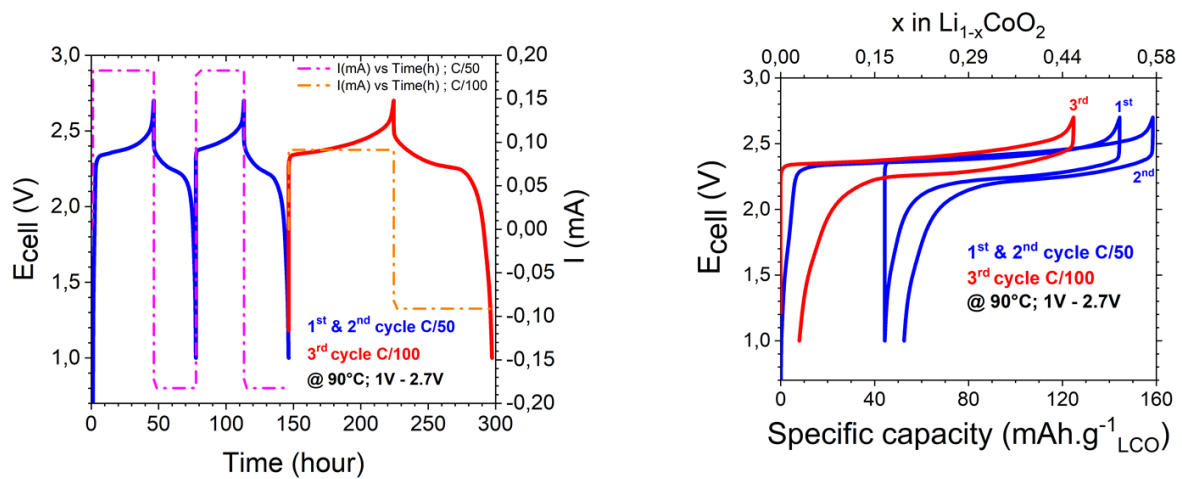 3,0
2,5
2,0
1,5
1,0
Ecell (V)
0
50
100
150
200
250
300
Time (hour)
0,20
0,15
0,10
0,05
0,00
-0,05
-0,10
-0,15
-0,20
I (mA)
I(mA) vs Time(h) ; C/50
I(mA) vs Time(h) ; C/100
1st & 2nd cycle C/50
3rd cycle C/100
@ 90°C; 1V - 2.7V
x in Li1-xCoO2
0,00
0,15
0,29
0,44
0,58
3,0
2,5
2,0
1,5
1,0
Ecell (V)
3rd
1st
2nd
1st & 2nd cycle C/50
3rd cycle C/100
@ 90°C; 1V - 2.7V
0
40
80
120
160
Specific capacity (mAh.g-1LCO)